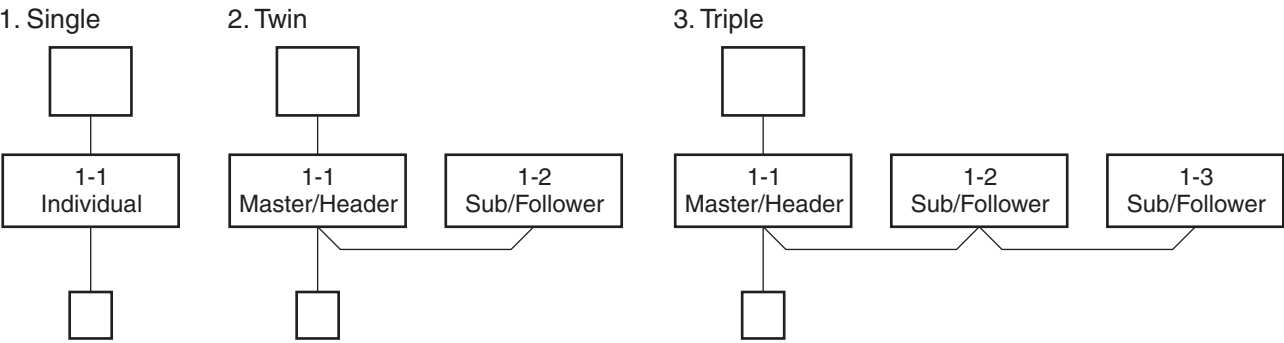 1. Single
2. Twin
3. Triple
1-1
Individual
1-1
Master/Header
1-2
Sub/Follower
1-1
Master/Header
1-2
Sub/Follower
1-3
Sub/Follower